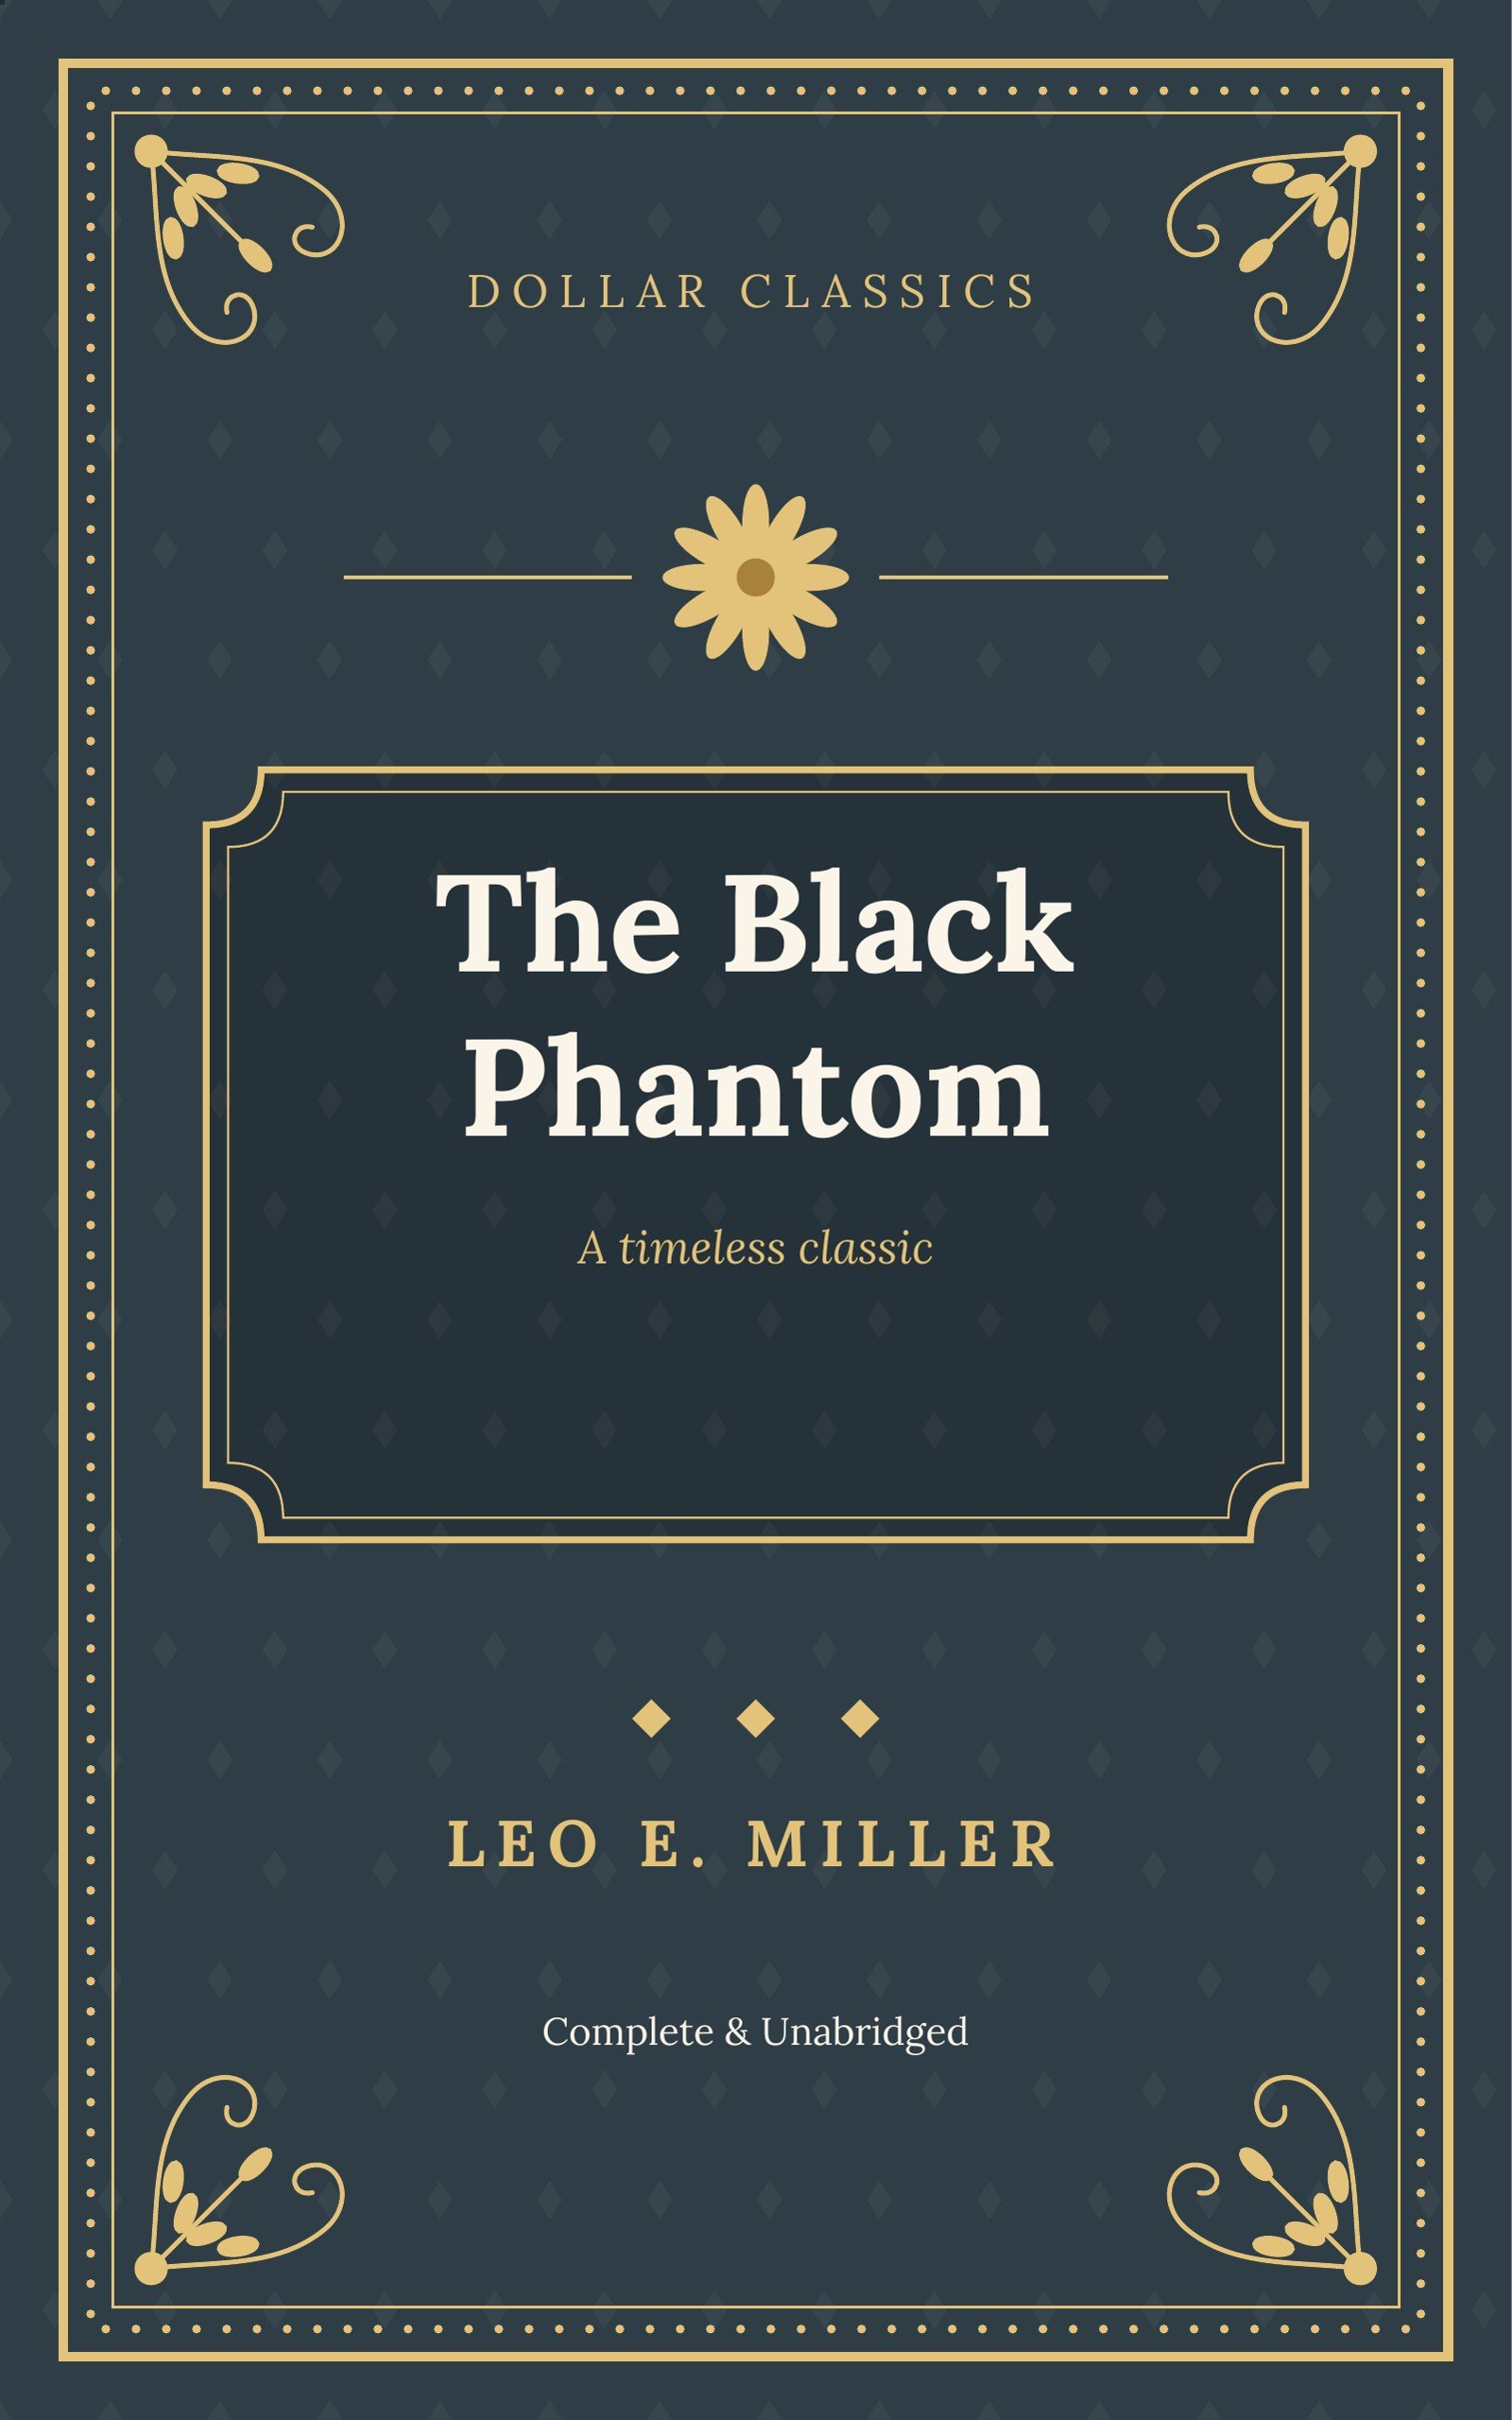 DOLLAR CLASSICS
The Black
Phantom
A timeless classic
LEO E. MILLER
Complete & Unabridged